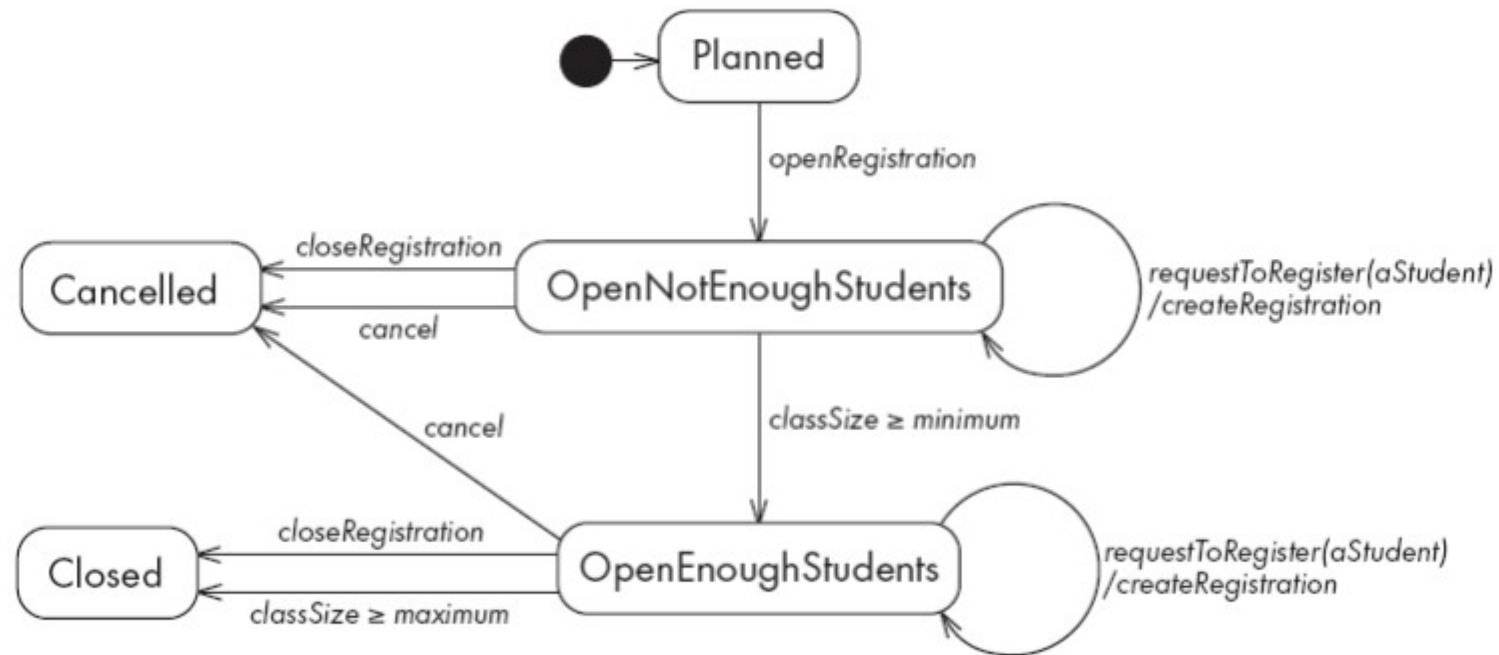 Planned
openRegistration
closeRegistration
Cancelled
OpenNotEnoughStudents
requestToRegister(aStudent)
/createRegistration
cancel
classSize ≥ minimum
cancel
closeRegistration
Closed
OpenEnoughStudents
requestToRegister(aStudent)
/createRegistration
classSize ≥ maximum